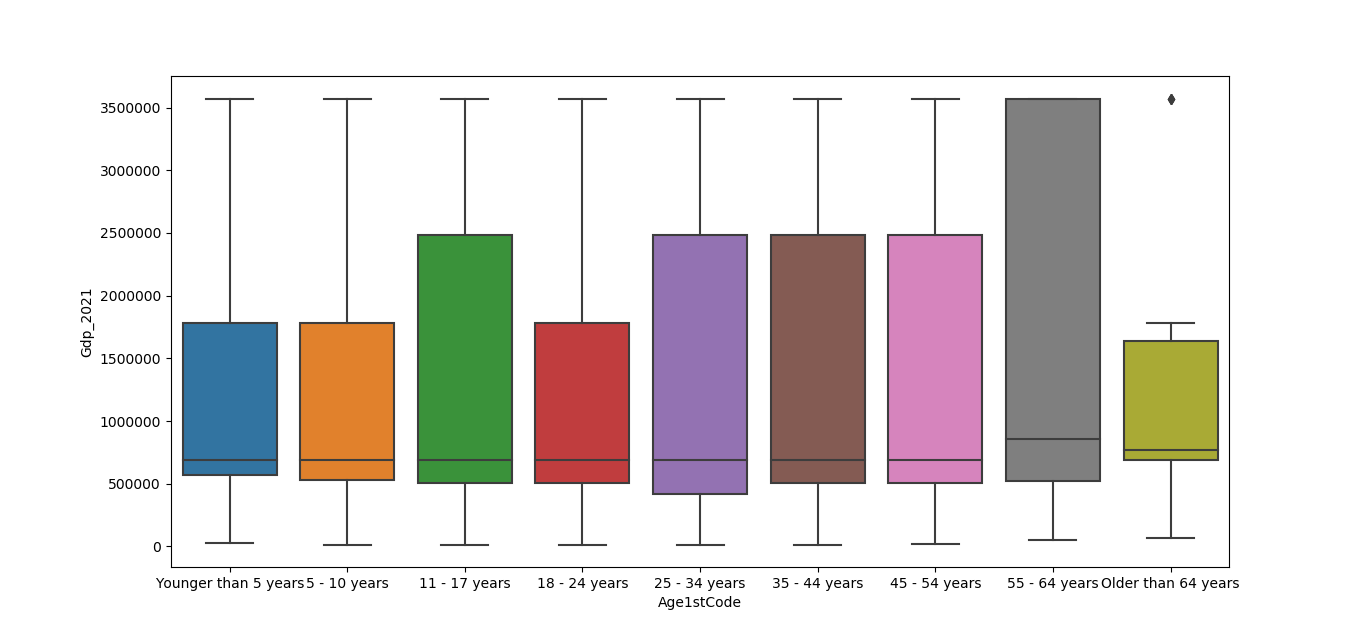 3500000
3000000
2500000
2000000
1500000
1000000
500000
0
Gdp_2021
Younger than 5 years 5 - 10 years 11 - 17 years 18 - 24 years 25 - 34 years 35 - 44 years 45 - 54 years 55 - 64 years Older than 64 years
Age1stCode